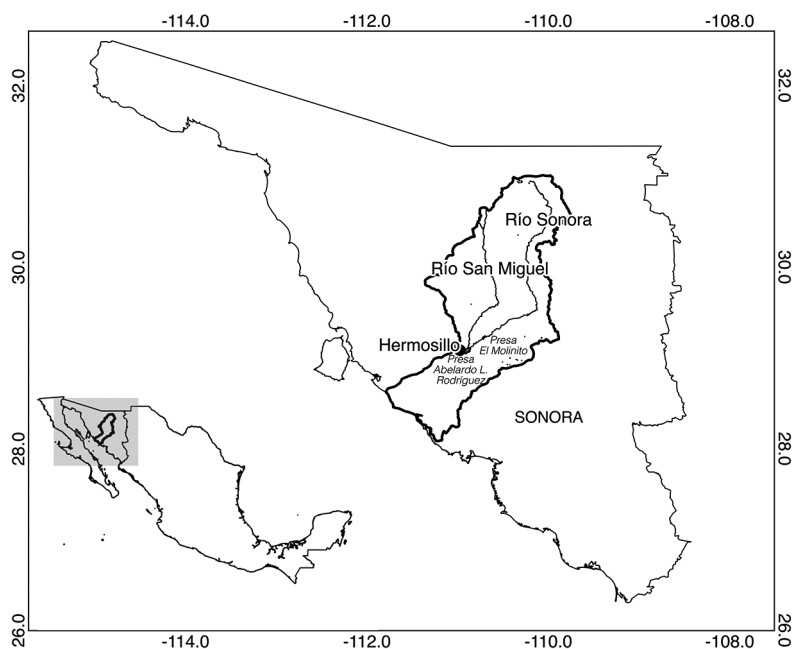 -114.0 -112.0 -110.0 -108.0
32.0 32.0
Río Sonora
30.0 Río San Miguel 30.0
Hermosillo
Presa
El Molinito
Presa
Abelardo L.
Rodríguez
SONORA
28.0 28.0
26.0 26.0
-114.0 -112.0 -110.0 -108.0